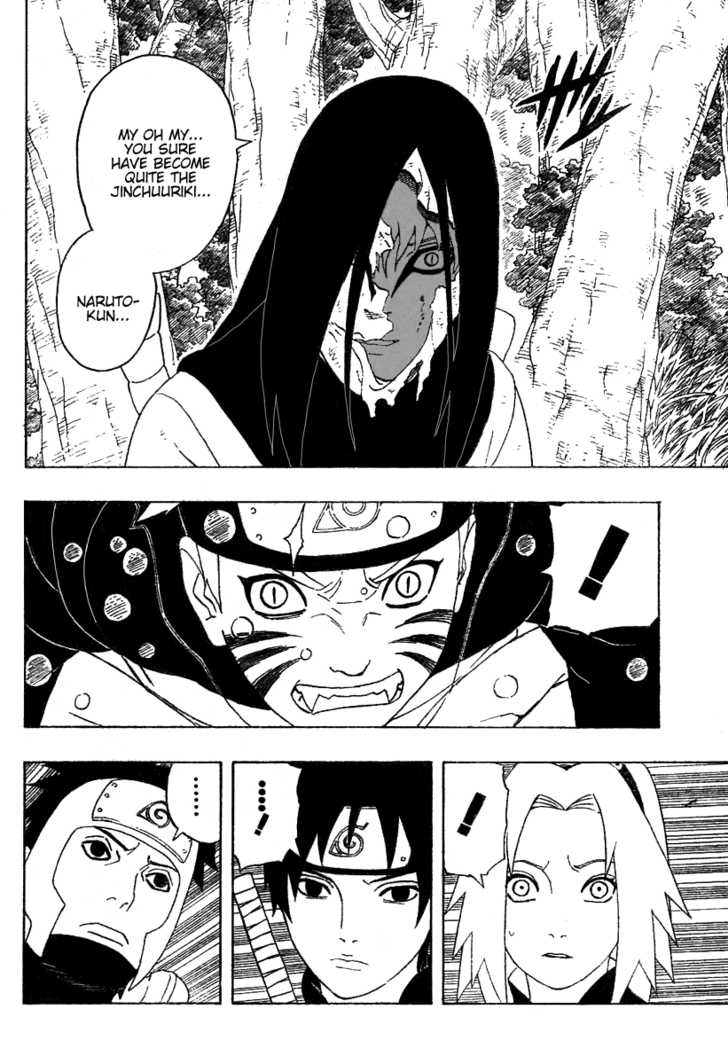 MY OH MY...
YOU SURE
HAVE BECOME
QUITE THE
JINCHUURIKI...
NARUTO-
KUN...
!
......
....!
!